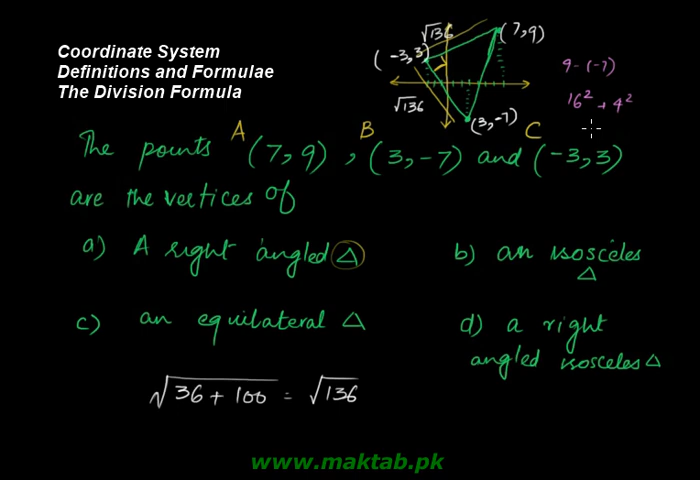 Coordinate System
Definitions and Formulae
The Division Formula
√136
(7,9)
(-3,3)
√136
(3,-7)
9-(-7)
16² + 4²
A B C
The points (7,9), (3,-7) and (-3,3)
are the vertices of
a) A right angled △
b) an isosceles △
c) an equilateral △
d) a right
angled isosceles △
√36 + 100 = √136
www.maktab.pk